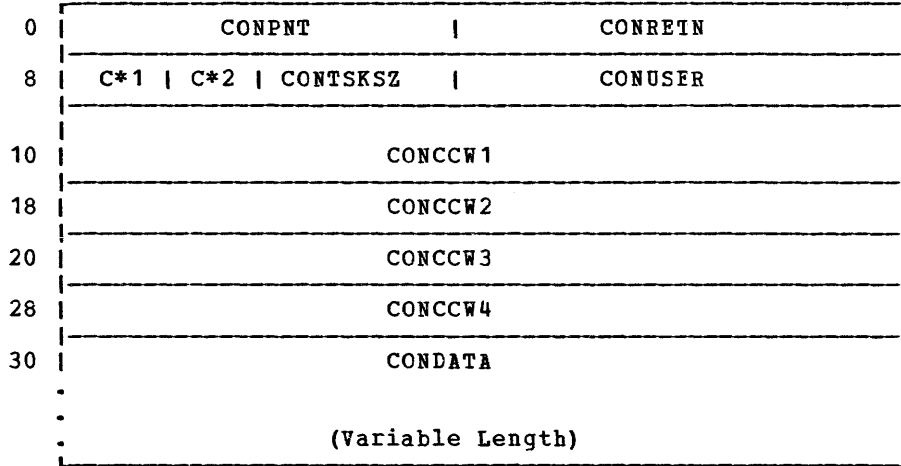 0 | CONPNT | CONRETN
8 | C*1 | C*2 | CONTSKSZ | CONUSER
10 | CONCCW1
18 | CONCCW2
20 | CONCCW3
28 | CONCCW4
30 | CONDATA
(Variable Length)